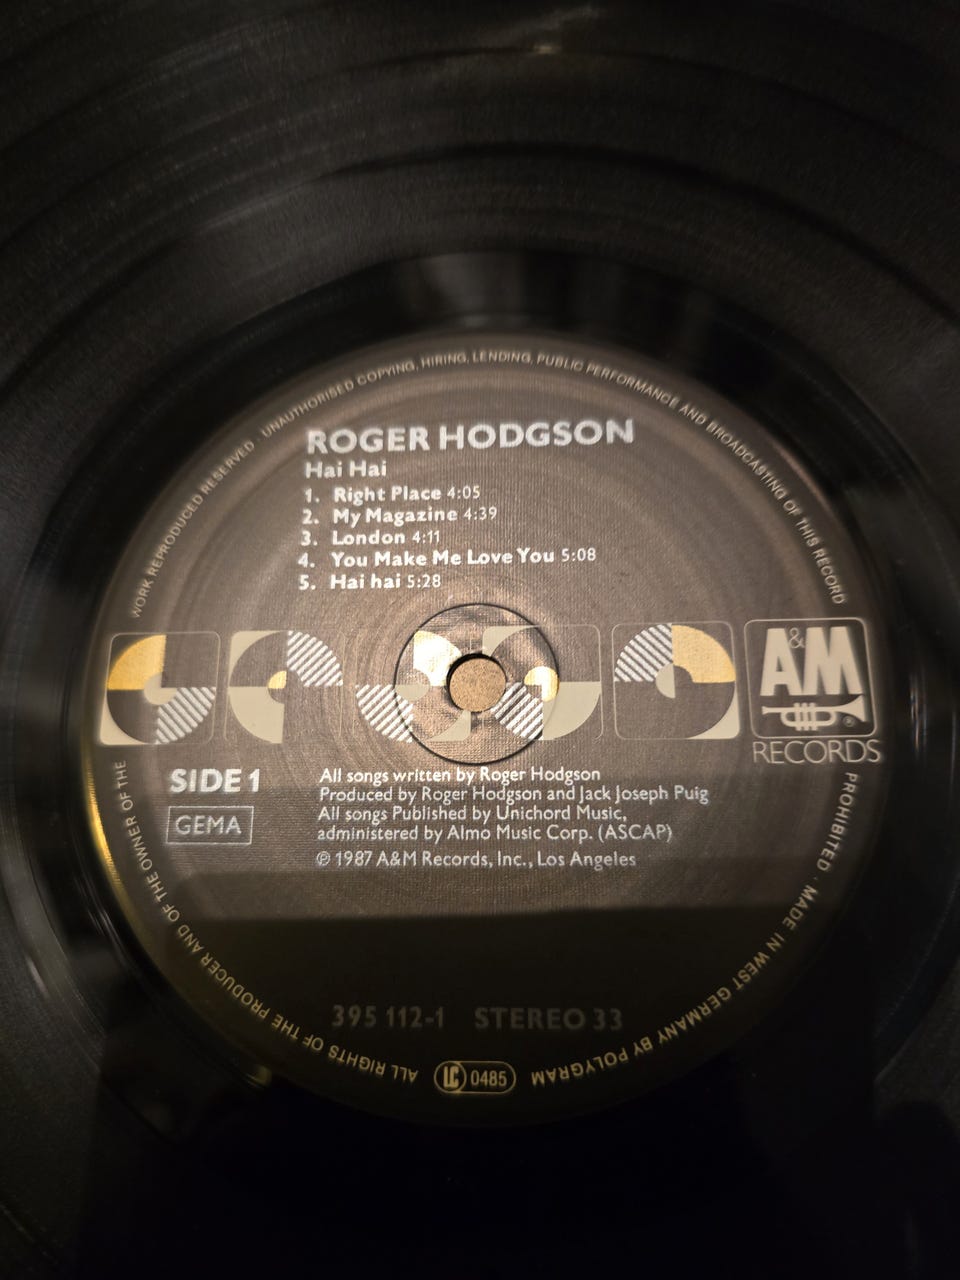 ROGER HODGSON
Hai Hai
1. Right Place 4:05
2. My Magazine 4:39
3. London 4:11
4. You Make Me Love You 5:08
5. Hai hai 5:28
A&M
®
RECORDS
SIDE 1
GEMA
All songs written by Roger Hodgson
Produced by Roger Hodgson and Jack Joseph Puig
All songs Published by Unichord Music,
administered by Almo Music Corp. (ASCAP)
℗ 1987 A&M Records, Inc., Los Angeles
395 112-1 STEREO 33
LC 0485
ALL RIGHTS OF THE PRODUCER AND OF THE OWNER OF THE WORK REPRODUCED RESERVED · UNAUTHORISED COPYING, HIRING, LENDING, PUBLIC PERFORMANCE AND BROADCASTING OF THIS RECORD PROHIBITED · MADE IN WEST GERMANY BY POLYGRAM